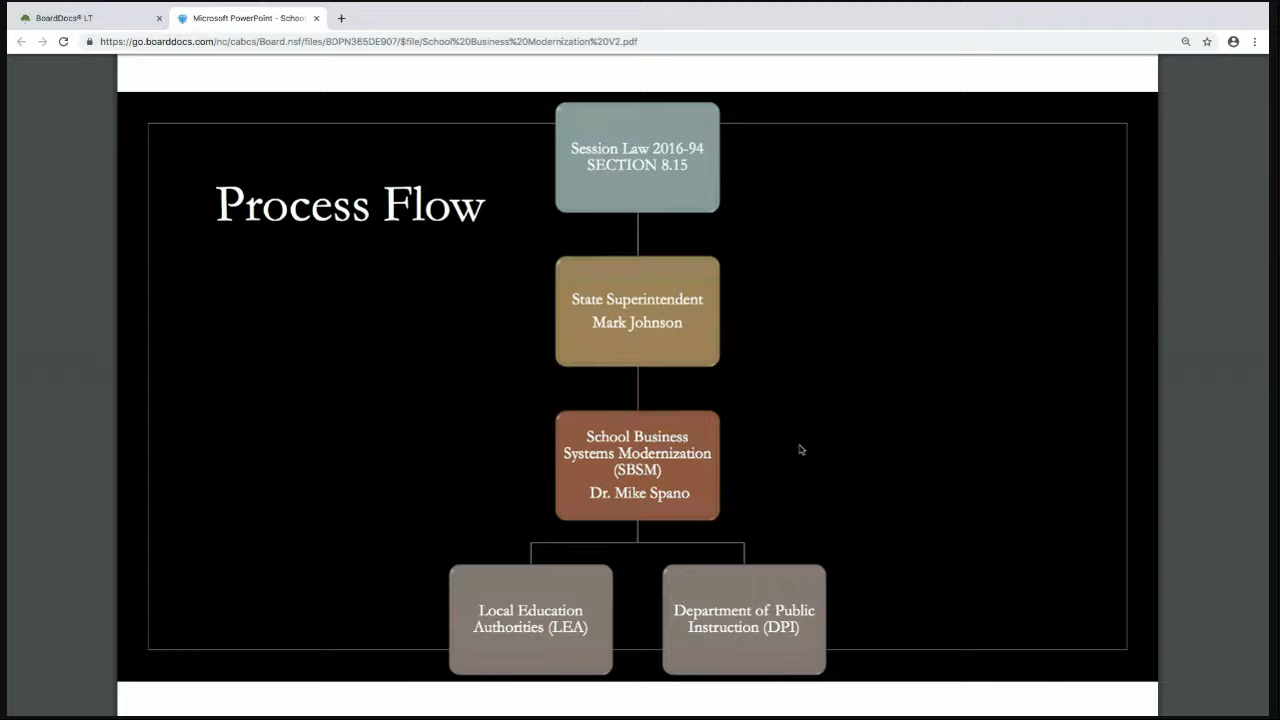 BoardDocs® LT
Microsoft PowerPoint - Schoo
https://go.boarddocs.com/nc/cabcs/Board.nsf/files/BDPN365DE907/$file/School%20Business%20Modernization%20V2.pdf
Process Flow
Session Law 2016-94
SECTION 8.15
State Superintendent
Mark Johnson
School Business
Systems Modernization
(SBSM)
Dr. Mike Spano
Local Education
Authorities (LEA)
Department of Public
Instruction (DPI)